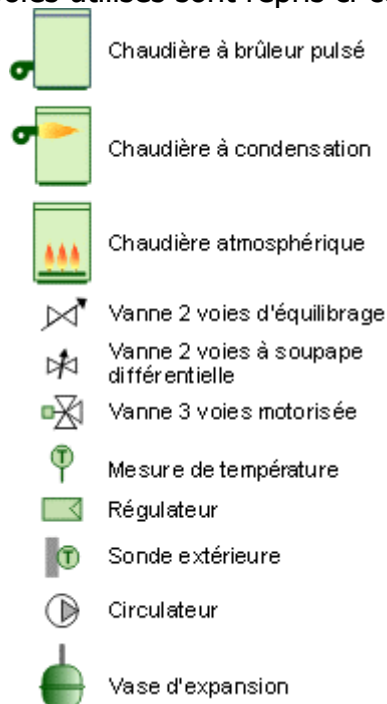 Chaudière à brûleur pulsé
Chaudière à condensation
Chaudière atmosphérique
Vanne 2 voies d'équilibrage
Vanne 2 voies à soupape
différentielle
Vanne 3 voies motorisée
T
Mesure de température
Régulateur
T
Sonde extérieure
Circulateur
Vase d'expansion